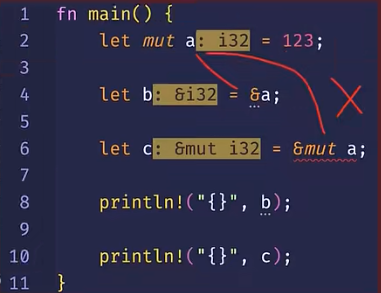 1 fn main() {
2 let mut a: i32 = 123;
3
4 let b: &i32 = &a;
5
6 let c: &mut i32 = &mut a;
7
8 println!("{}", b);
9
10 println!("{}", c);
11 }